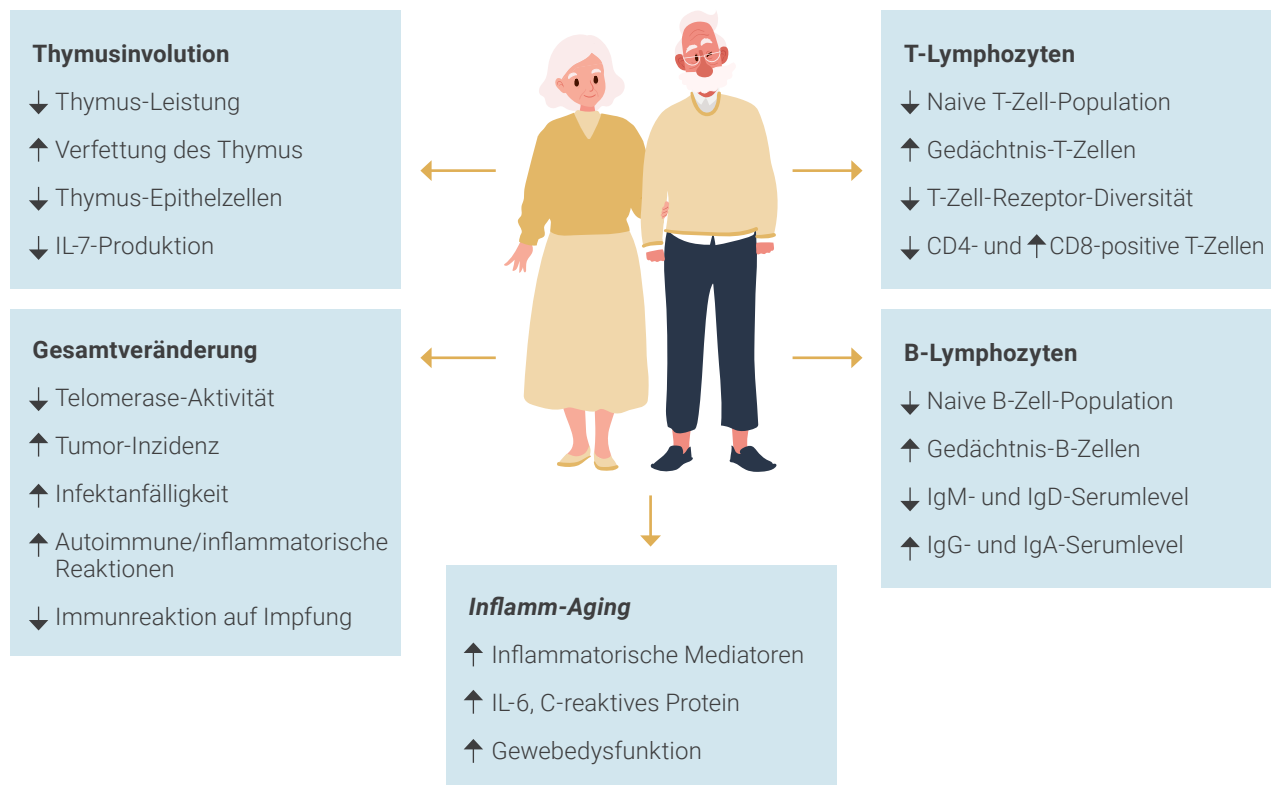 Thymusinvolution
↓ Thymus-Leistung
↑ Verfettung des Thymus
↓ Thymus-Epithelzellen
↓ IL-7-Produktion
Gesamtveränderung
↓ Telomerase-Aktivität
↑ Tumor-Inzidenz
↑ Infektanfälligkeit
↑ Autoimmune/inflammatorische
Reaktionen
↓ Immunreaktion auf Impfung
T-Lymphozyten
↓ Naive T-Zell-Population
↑ Gedächtnis-T-Zellen
↓ T-Zell-Rezeptor-Diversität
↓ CD4- und ↑ CD8-positive T-Zellen
B-Lymphozyten
↓ Naive B-Zell-Population
↑ Gedächtnis-B-Zellen
↓ IgM- und IgD-Serumlevel
↑ IgG- und IgA-Serumlevel
Inflamm-Aging
↑ Inflammatorische Mediatoren
↑ IL-6, C-reaktives Protein
↑ Gewebedysfunktion